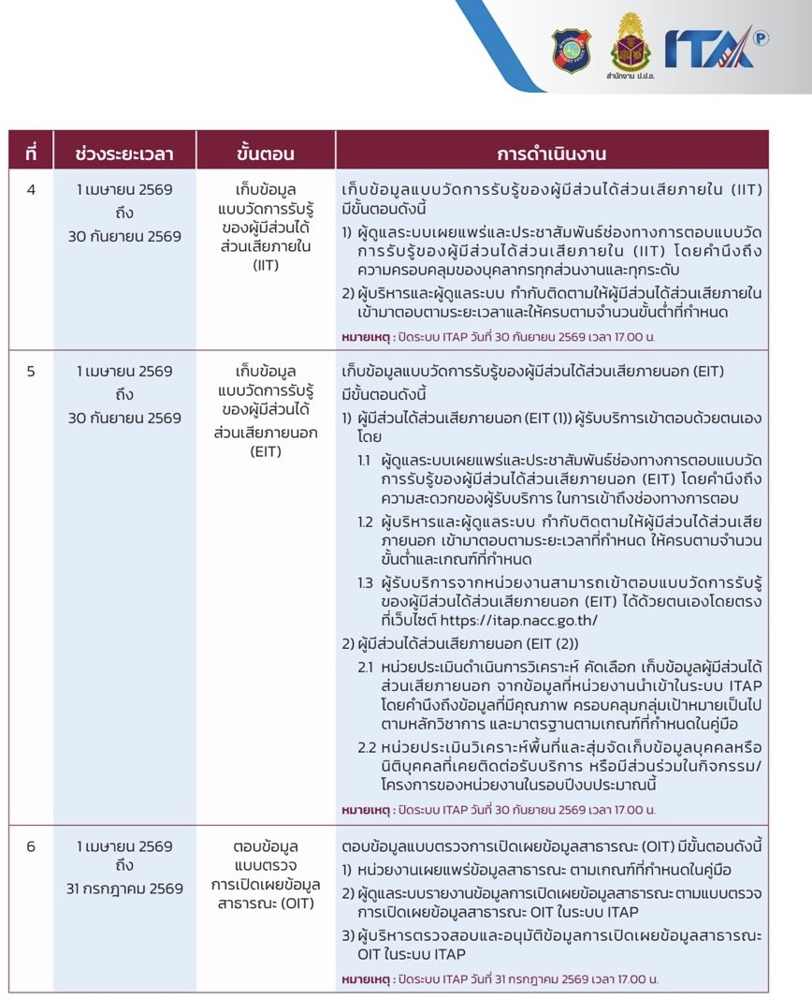 สำนักงาน ป.ป.ช.
ITA P
ที่
ช่วงระยะเวลา
ขั้นตอน
การดำเนินงาน
4
1 เมษายน 2569
ถึง
30 กันยายน 2569
เก็บข้อมูล
แบบวัดการรับรู้
ของผู้มีส่วนได้
ส่วนเสียภายใน
(IIT)
เก็บข้อมูลแบบวัดการรับรู้ของผู้มีส่วนได้ส่วนเสียภายใน (IIT)
มีขั้นตอนดังนี้
1) ผู้ดูแลระบบเผยแพร่และประชาสัมพันธ์ช่องทางการตอบแบบวัด
การรับรู้ของผู้มีส่วนได้ส่วนเสียภายใน (IIT) โดยคำนึงถึง
ความครอบคลุมของบุคลากรทุกส่วนงานและทุกระดับ
2) ผู้บริหารและผู้ดูแลระบบ กำกับติดตามให้ผู้มีส่วนได้ส่วนเสียภายใน
เข้ามาตอบตามระยะเวลาและให้ครบตามจำนวนขั้นต่ำที่กำหนด
หมายเหตุ : ปิดระบบ ITAP วันที่ 30 กันยายน 2569 เวลา 17.00 น.
5
1 เมษายน 2569
ถึง
30 กันยายน 2569
เก็บข้อมูล
แบบวัดการรับรู้
ของผู้มีส่วนได้
ส่วนเสียภายนอก
(EIT)
เก็บข้อมูลแบบวัดการรับรู้ของผู้มีส่วนได้ส่วนเสียภายนอก (EIT)
มีขั้นตอนดังนี้
1) ผู้มีส่วนได้ส่วนเสียภายนอก (EIT (1)) ผู้รับบริการเข้าตอบด้วยตนเอง
โดย
1.1 ผู้ดูแลระบบเผยแพร่และประชาสัมพันธ์ช่องทางการตอบแบบวัด
การรับรู้ของผู้มีส่วนได้ส่วนเสียภายนอก (EIT) โดยคำนึงถึง
ความสะดวกของผู้รับบริการ ในการเข้าถึงช่องทางการตอบ
1.2 ผู้บริหารและผู้ดูแลระบบ กำกับติดตามให้ผู้มีส่วนได้ส่วนเสีย
ภายนอก เข้ามาตอบตามระยะเวลาที่กำหนด ให้ครบตามจำนวน
ขั้นต่ำและเกณฑ์ที่กำหนด
1.3 ผู้รับบริการจากหน่วยงานสามารถเข้าตอบแบบวัดการรับรู้
ของผู้มีส่วนได้ส่วนเสียภายนอก (EIT) ได้ด้วยตนเองโดยตรง
ที่เว็บไซต์ https://itap.nacc.go.th/
2) ผู้มีส่วนได้ส่วนเสียภายนอก (EIT (2))
2.1 หน่วยประเมินดำเนินการวิเคราะห์ คัดเลือก เก็บข้อมูลผู้มีส่วนได้
ส่วนเสียภายนอก จากข้อมูลที่หน่วยงานนำเข้าในระบบ ITAP
โดยคำนึงถึงข้อมูลที่มีคุณภาพ ครอบคลุมกลุ่มเป้าหมายเป็นไป
ตามหลักวิชาการ และมาตรฐานตามเกณฑ์ที่กำหนดในคู่มือ
2.2 หน่วยประเมินวิเคราะห์พื้นที่และสุ่มจัดเก็บข้อมูลบุคคลหรือ
นิติบุคคลที่เคยติดต่อรับบริการ หรือมีส่วนร่วมในกิจกรรม/
โครงการของหน่วยงานในรอบปีงบประมาณนี้
หมายเหตุ : ปิดระบบ ITAP วันที่ 30 กันยายน 2569 เวลา 17.00 น.
6
1 เมษายน 2569
ถึง
31 กรกฎาคม 2569
ตอบข้อมูล
แบบตรวจ
การเปิดเผยข้อมูล
สาธารณะ (OIT)
ตอบข้อมูลแบบตรวจการเปิดเผยข้อมูลสาธารณะ (OIT) มีขั้นตอนดังนี้
1) หน่วยงานเผยแพร่ข้อมูลสาธารณะ ตามเกณฑ์ที่กำหนดในคู่มือ
2) ผู้ดูแลระบบรายงานข้อมูลการเปิดเผยข้อมูลสาธารณะ ตามแบบตรวจ
การเปิดเผยข้อมูลสาธารณะ OIT ในระบบ ITAP
3) ผู้บริหารตรวจสอบและอนุมัติข้อมูลการเปิดเผยข้อมูลสาธารณะ
OIT ในระบบ ITAP
หมายเหตุ : ปิดระบบ ITAP วันที่ 31 กรกฎาคม 2569 เวลา 17.00 น.